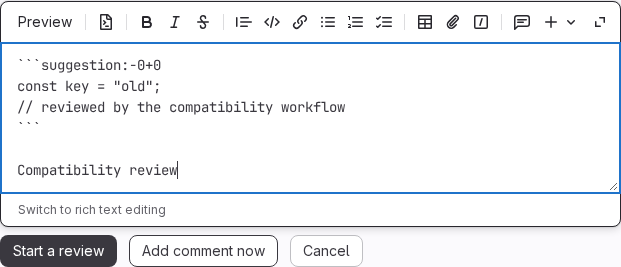 Preview
```suggestion:-0+0
const key = "old";
// reviewed by the compatibility workflow
```
Compatibility review
Switch to rich text editing
Start a review Add comment now Cancel